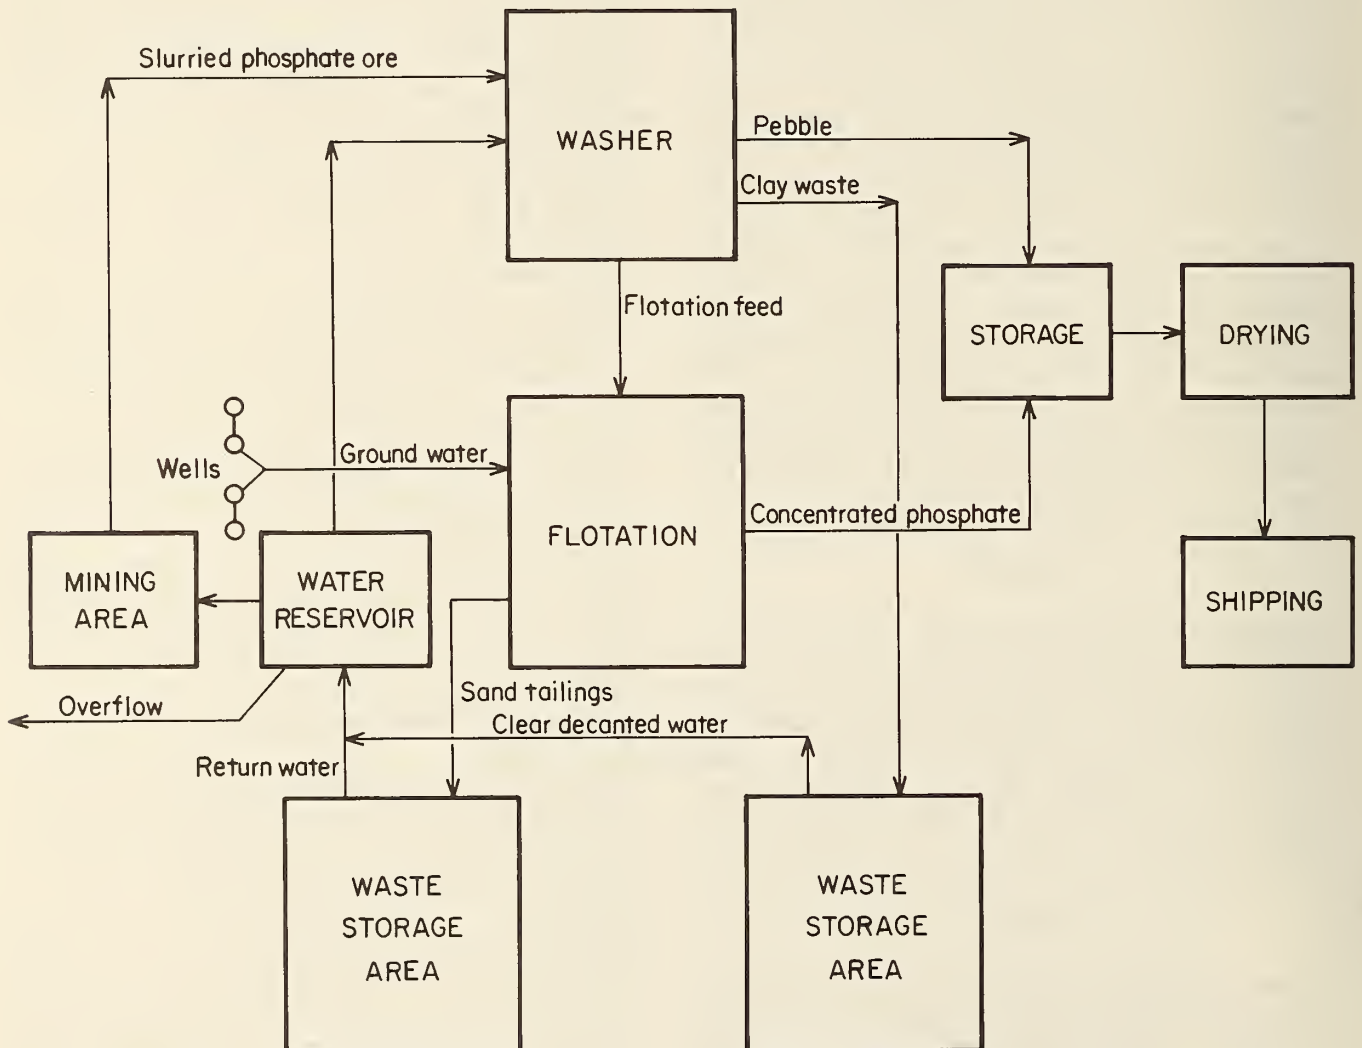 Slurried phosphate ore
WASHER
Pebble
Clay waste
Flotation feed
STORAGE
DRYING
Wells
Ground water
FLOTATION
Concentrated phosphate
MINING
AREA
WATER
RESERVOIR
SHIPPING
Overflow
Sand tailings
Clear decanted water
Return water
WASTE
STORAGE
AREA
WASTE
STORAGE
AREA